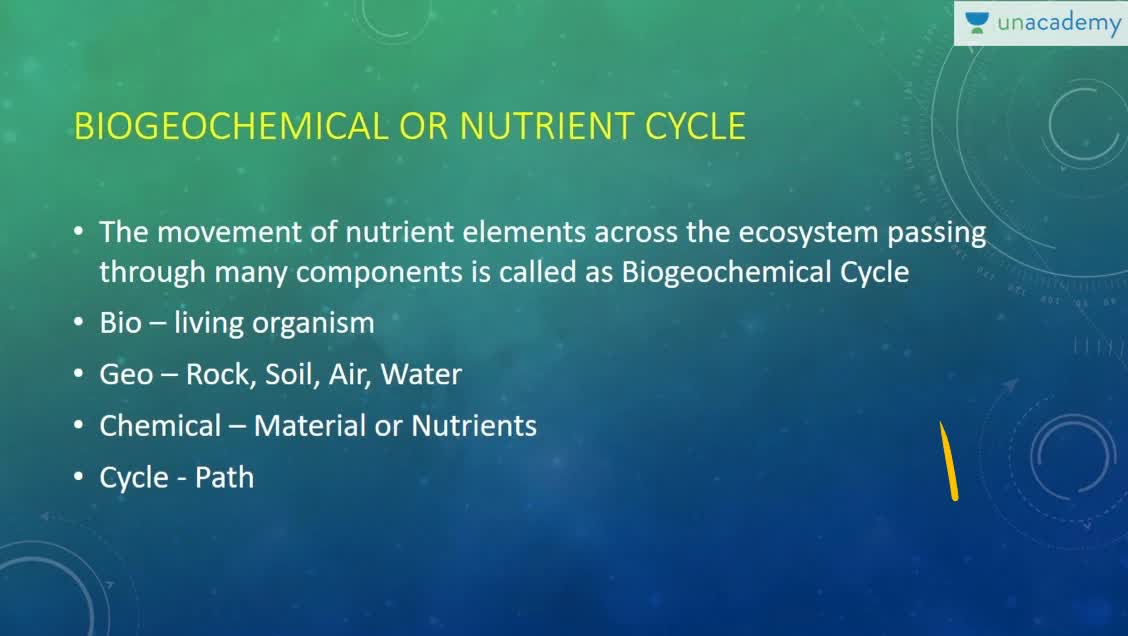 unacademy
BIOGEOCHEMICAL OR NUTRIENT CYCLE
• The movement of nutrient elements across the ecosystem passing
through many components is called as Biogeochemical Cycle
• Bio – living organism
• Geo – Rock, Soil, Air, Water
• Chemical – Material or Nutrients
• Cycle - Path